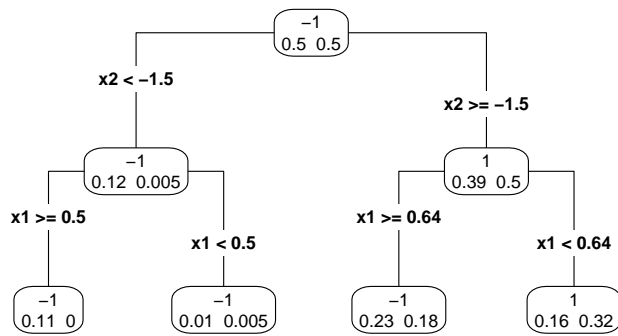 −1
0.5 0.5
x2 < −1.5
x2 >= −1.5
−1
0.12 0.005
1
0.39 0.5
x1 >= 0.5
x1 < 0.5
x1 >= 0.64
x1 < 0.64
−1
0.11 0
−1
0.01 0.005
−1
0.23 0.18
1
0.16 0.32